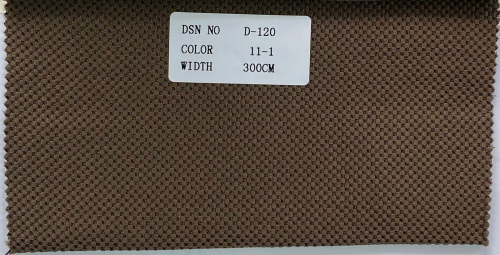 DSN NO D-120
COLOR 11-1
WIDTH 300CM